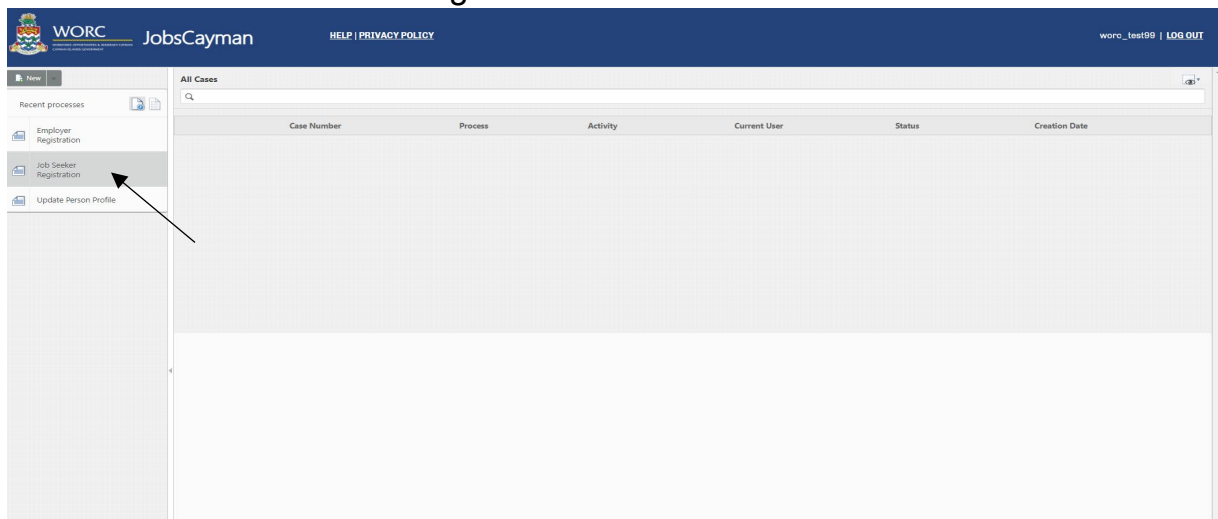 WORC
JobsCayman
HELP | PRIVACY POLICY
worc_test99 | LOG OUT
New
Recent processes
Employer
Registration
Job Seeker
Registration
Update Person Profile
All Cases
Case Number Process Activity Current User Status Creation Date